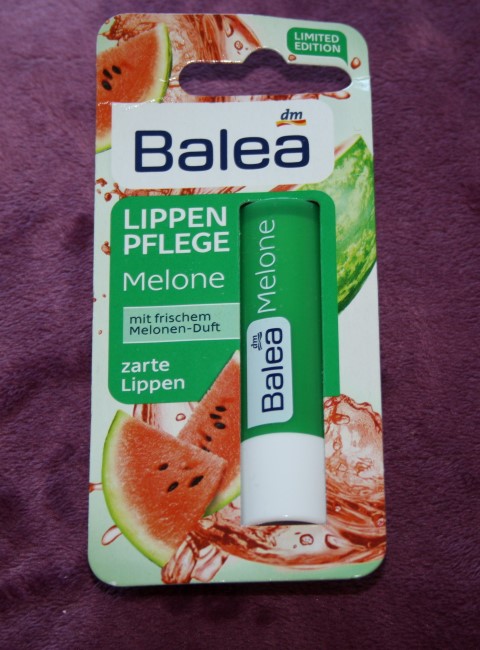 LIMITED
EDITION
dm
Balea
LIPPEN
PFLEGE
Melone
mit frischem
Melonen-Duft
zarte
Lippen
dm
Balea
Melone